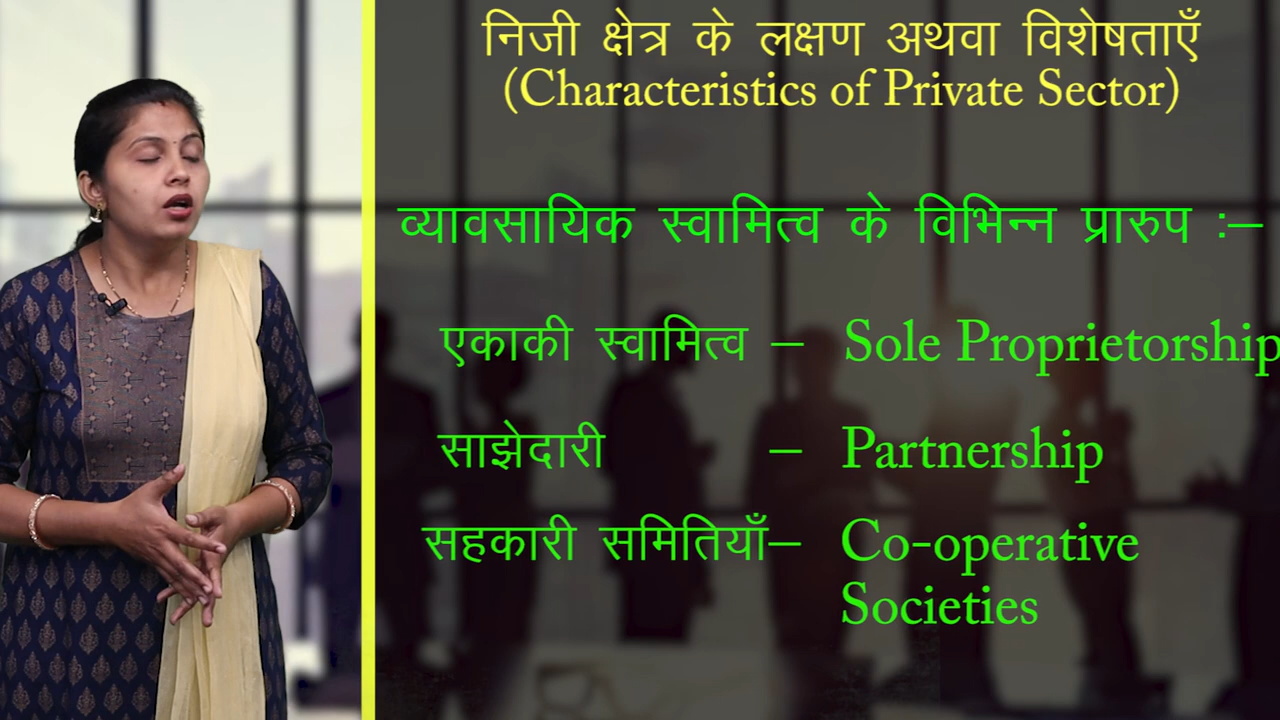 निजी क्षेत्र के लक्षण अथवा विशेषताएँ
(Characteristics of Private Sector)
व्यावसायिक स्वामित्व के विभिन्न प्रारुप :–
एकाकी स्वामित्व – Sole Proprietorship
साझेदारी – Partnership
सहकारी समितियाँ– Co-operative
Societies